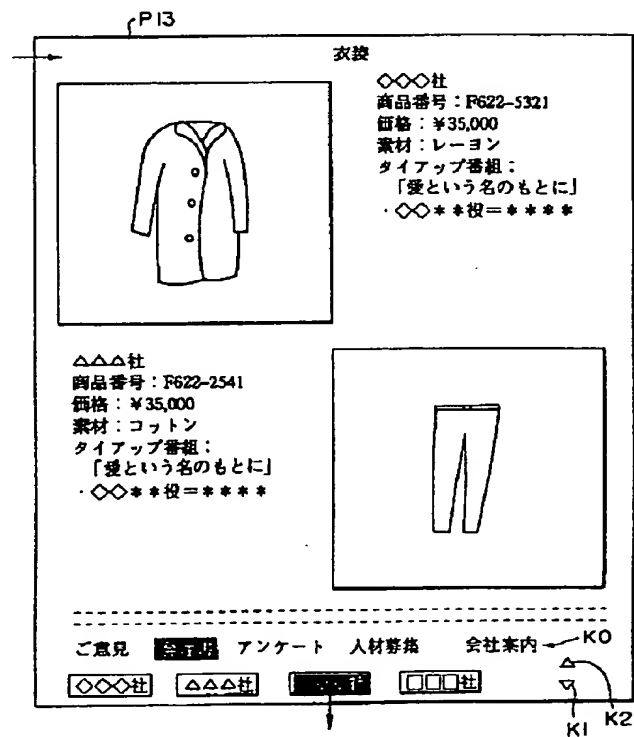 P13
衣装
◇◇◇社
商品番号：F622-5321
価格：￥35,000
素材：レーヨン
タイアップ番組：
「愛という名のもとに」
・◇◇＊＊役＝＊＊＊＊
△△△社
商品番号：F622-2541
価格：￥35,000
素材：コットン
タイアップ番組：
「愛という名のもとに」
・◇◇＊＊役＝＊＊＊＊
ご意見 アンケート 人材募集 会社案内 K0
◇◇◇社 △△△社 □□□社
K1 K2